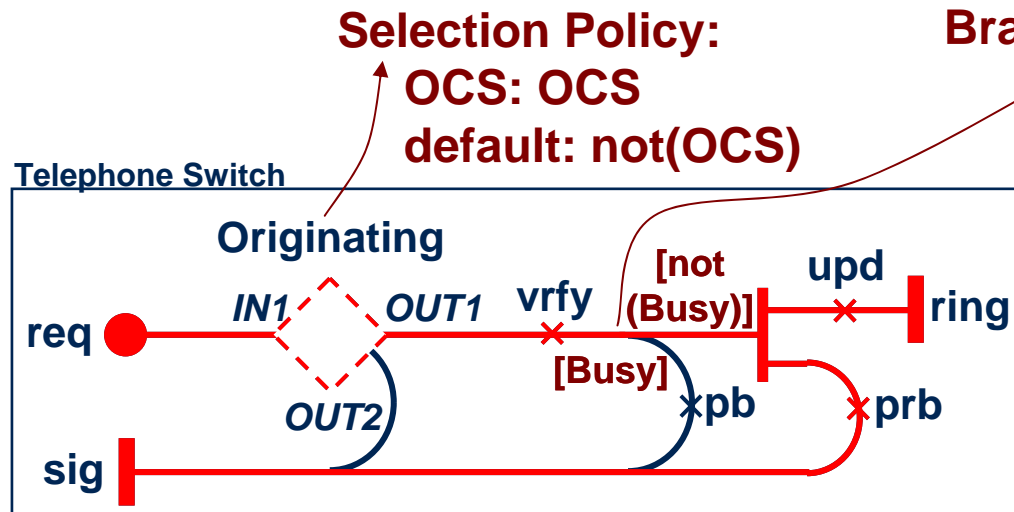 Selection Policy:
OCS: OCS
default: not(OCS)
Bra
Telephone Switch
Originating
IN1
OUT1
OUT2
req
vrfy
[not
(Busy)]
[Busy]
upd
ring
pb
prb
sig